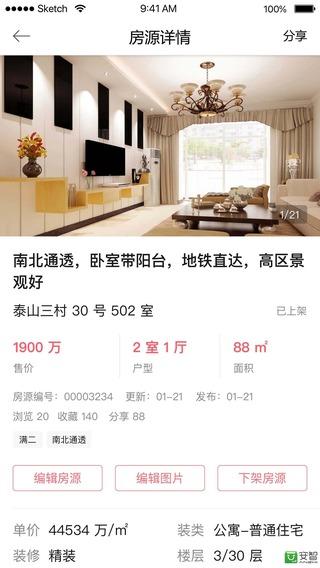 Sketch 9:41 AM 100%
房源详情 分享
1/21
南北通透，卧室带阳台，地铁直达，高区景
观好
泰山三村 30 号 502 室 已上架
1900 万 2 室 1 厅 88 ㎡
售价 户型 面积
房源编号：00003234 更新：01-21 发布：01-21
浏览 20 收藏 140 分享 88
满二 南北通透
编辑房源 编辑图片 下架房源
单价 44534 万/㎡ 装类 公寓-普通住宅
装修 精装 楼层 3/30 层
安智